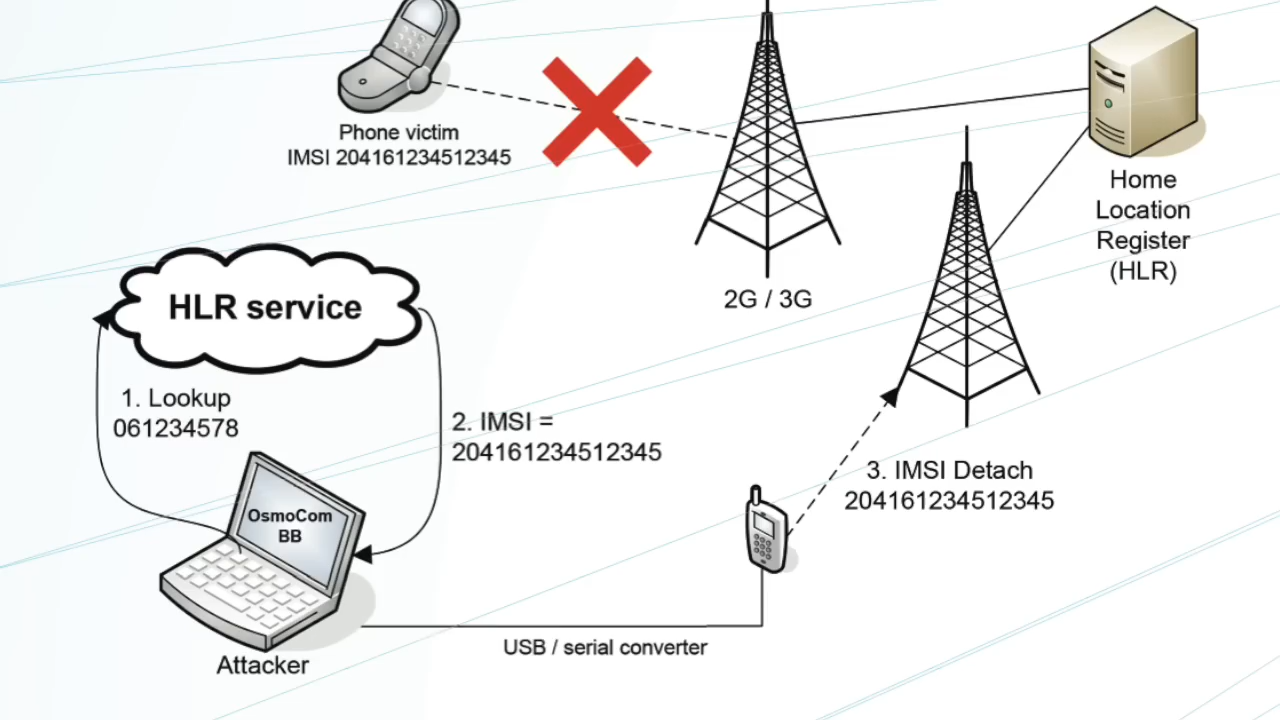 Phone victim
IMSI 204161234512345
Home
Location
Register
(HLR)
2G / 3G
HLR service
1. Lookup
061234578
2. IMSI =
204161234512345
3. IMSI Detach
204161234512345
OsmoCom
BB
USB / serial converter
Attacker